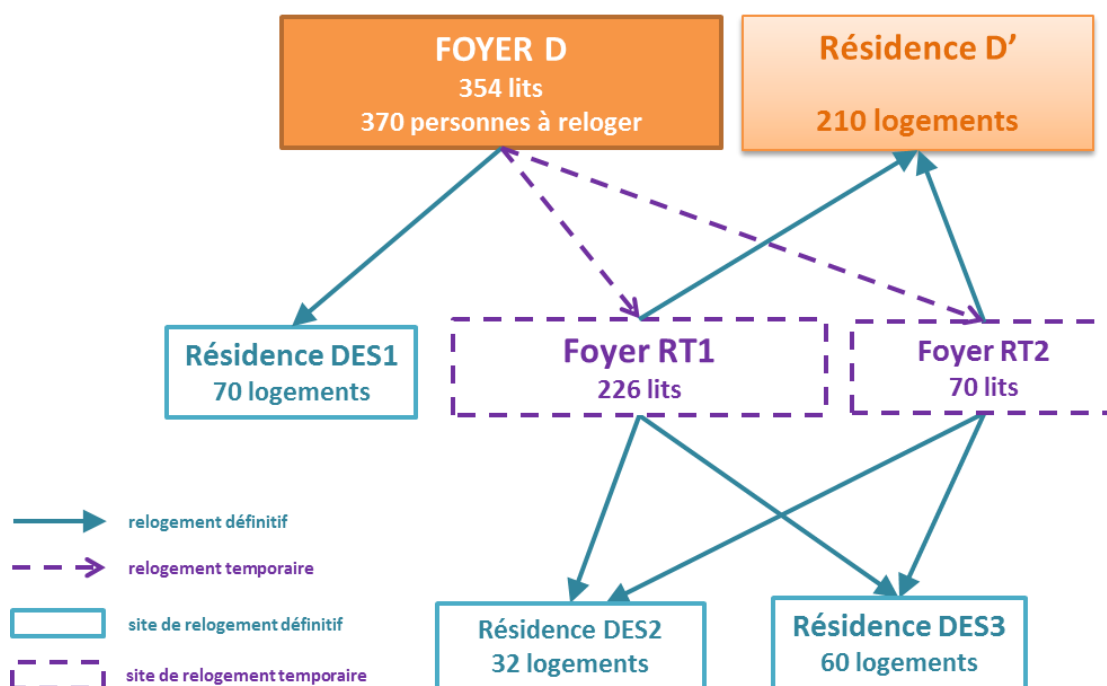 FOYER D
354 lits
370 personnes à reloger
Résidence D’
210 logements
Résidence DES1
70 logements
Foyer RT1
226 lits
Foyer RT2
70 lits
relogement définitif
relogement temporaire
site de relogement définitif
site de relogement temporaire
Résidence DES2
32 logements
Résidence DES3
60 logements